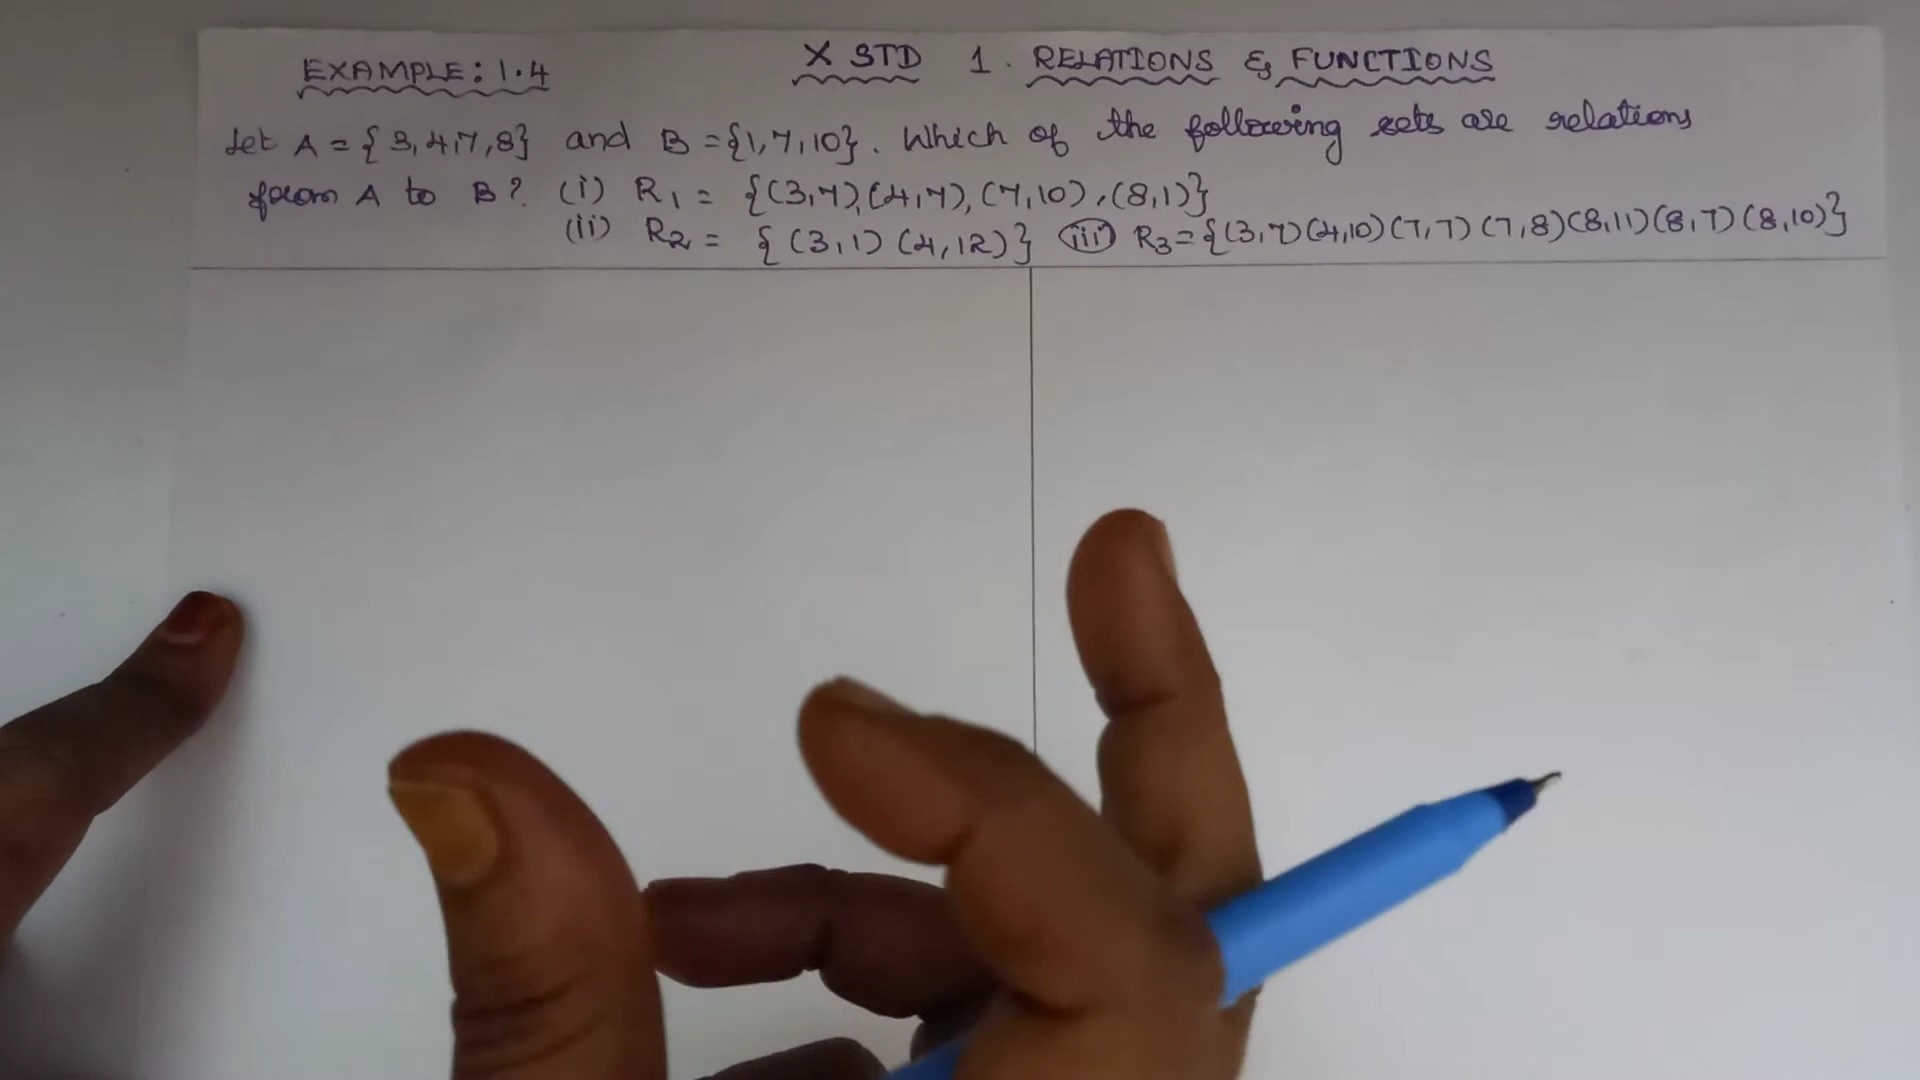 EXAMPLE: 1.4 X STD 1. RELATIONS & FUNCTIONS
Let A = {3,4,7,8} and B = {1,7,10}. Which of the following sets are relations
from A to B? (i) R1 = {(3,7),(4,7),(7,10),(8,1)}
(ii) R2 = {(3,1)(4,12)} (iii) R3={(3,7)(4,10)(7,7)(7,8)(8,11)(8,7)(8,10)}